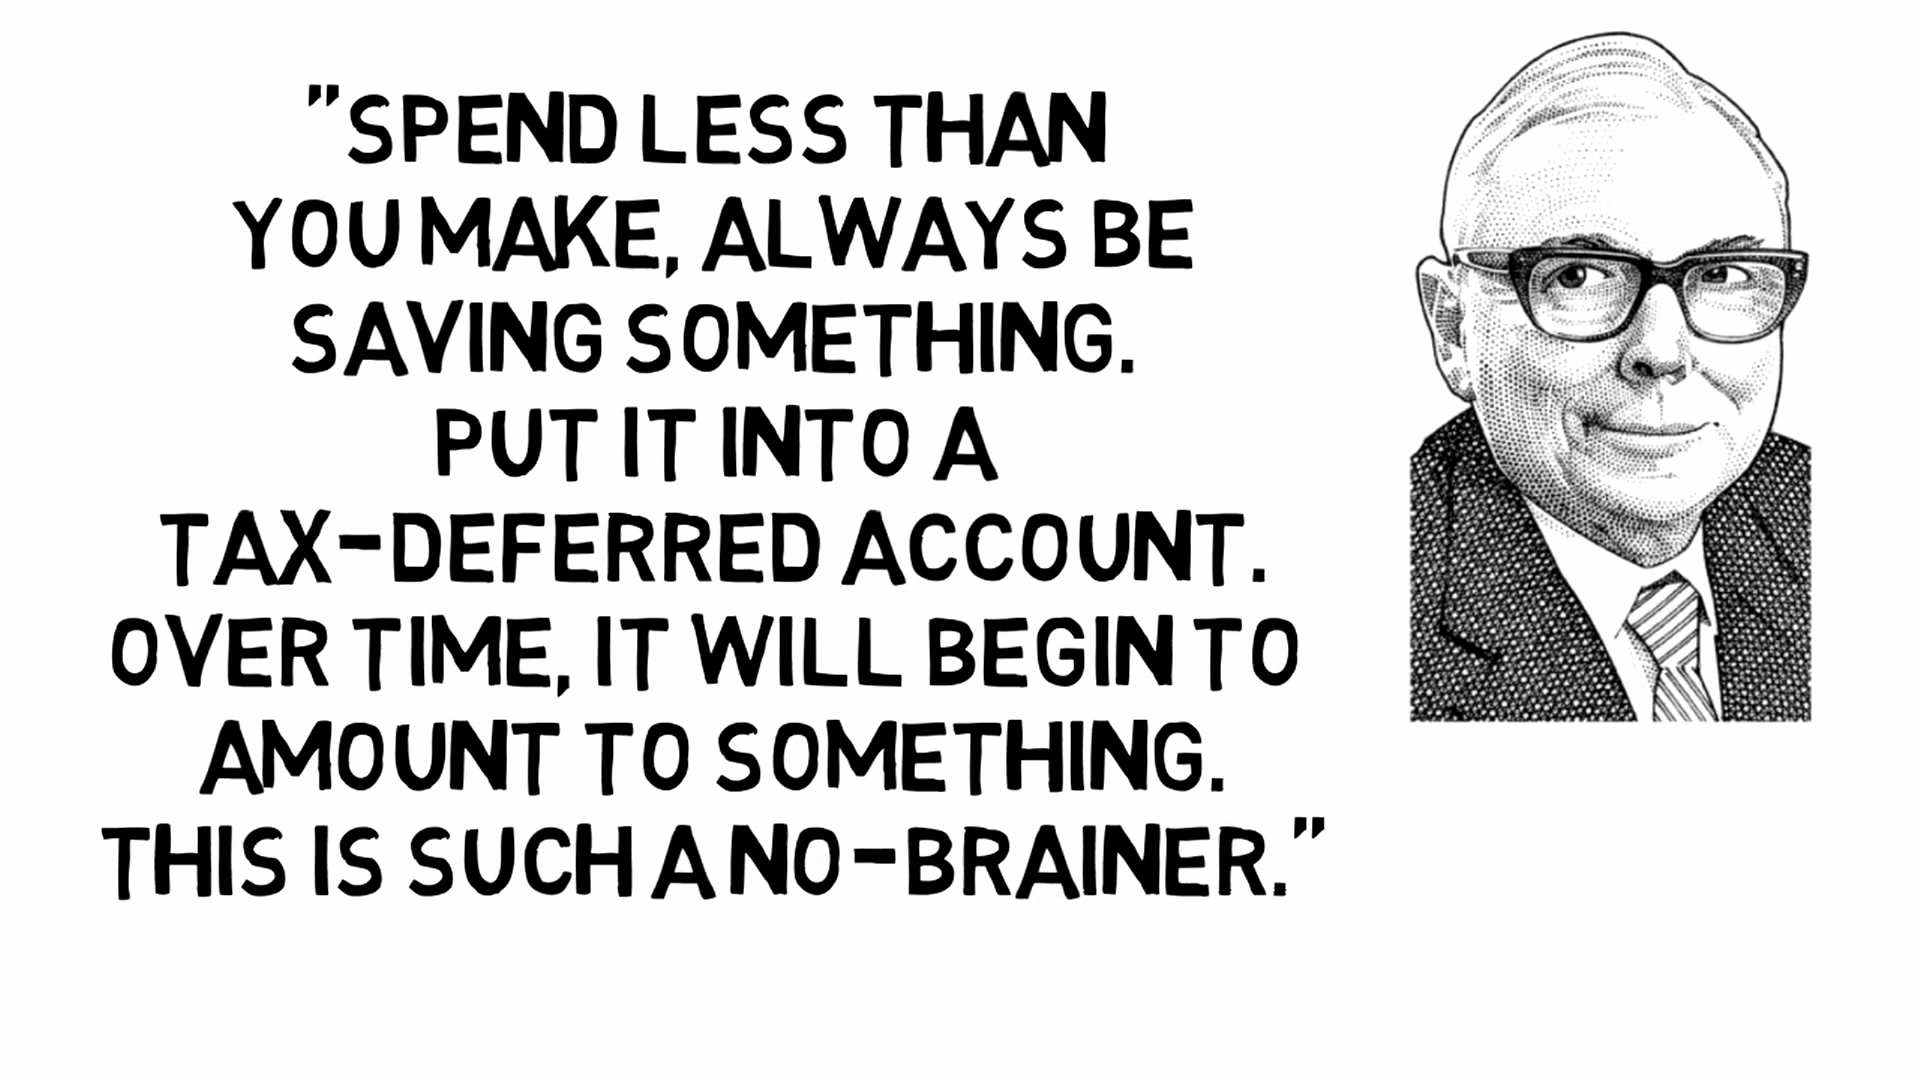 "SPEND LESS THAN
YOU MAKE, ALWAYS BE
SAVING SOMETHING.
PUT IT INTO A
TAX-DEFERRED ACCOUNT.
OVER TIME, IT WILL BEGIN TO
AMOUNT TO SOMETHING.
THIS IS SUCH A NO-BRAINER."